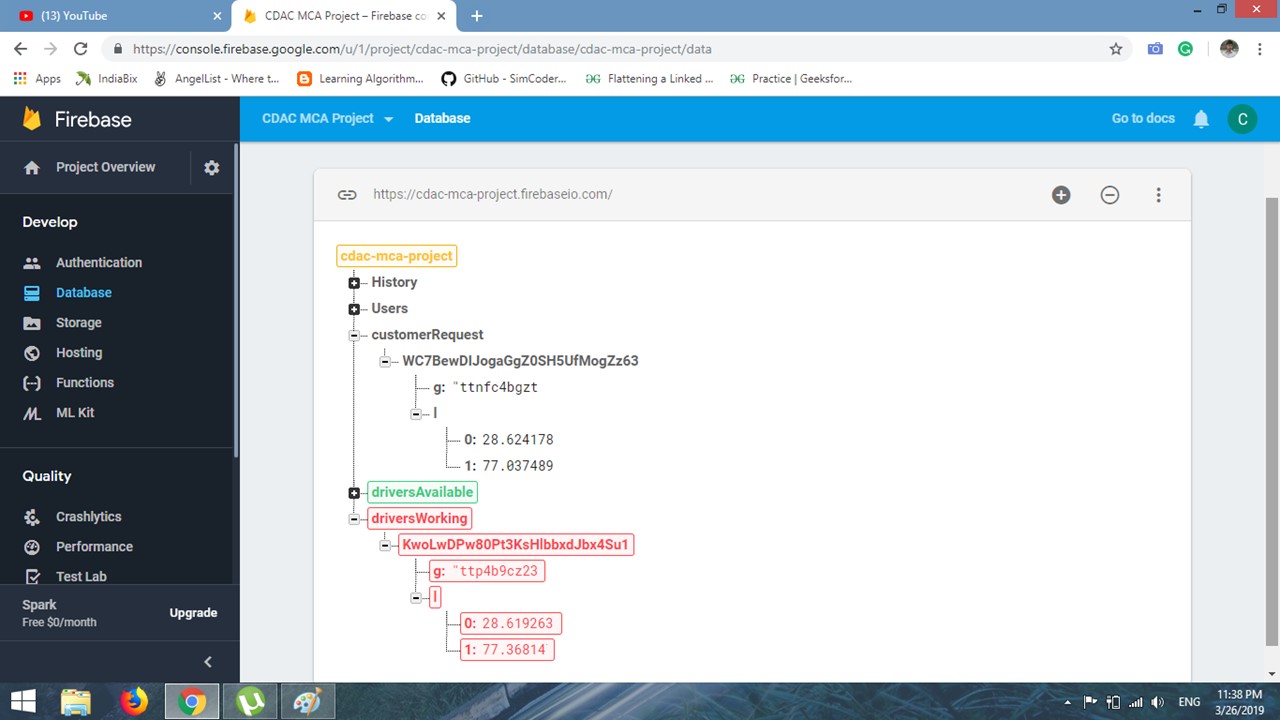 (13) YouTube
CDAC MCA Project – Firebase co
https://console.firebase.google.com/u/1/project/cdac-mca-project/database/cdac-mca-project/data
Apps IndiaBix AngelList - Where t... Learning Algorithm... GitHub - SimCoder... Flattening a Linked ... Practice | Geeksfor...
Firebase
CDAC MCA Project Database Go to docs C
Project Overview
https://cdac-mca-project.firebaseio.com/
Develop
Authentication
Database
Storage
Hosting
Functions
ML Kit
Quality
Crashlytics
Performance
Test Lab
Spark
Free $0/month
Upgrade
cdac-mca-project
History
Users
customerRequest
WC7BewDlJogaGgZ0SH5UfMogZz63
g: "ttnfc4bgzt
l
0: 28.624178
1: 77.037489
driversAvailable
driversWorking
KwoLwDPw80Pt3KsHlbbxdJbx4Su1
g: "ttp4b9cz23
l
0: 28.619263
1: 77.36814
ENG
11:38 PM
3/26/2019